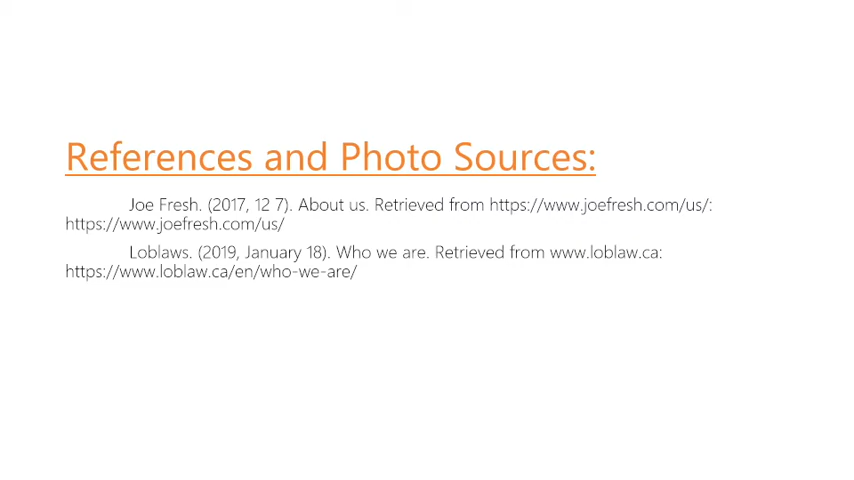 References and Photo Sources:
Joe Fresh. (2017, 12 7). About us. Retrieved from https://www.joefresh.com/us/:
https://www.joefresh.com/us/
Loblaws. (2019, January 18). Who we are. Retrieved from www.loblaw.ca:
https://www.loblaw.ca/en/who-we-are/